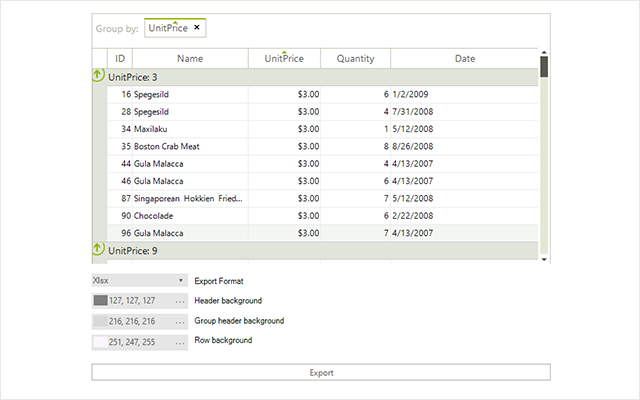 Group by: UnitPrice ×
ID Name UnitPrice Quantity Date
UnitPrice: 3
16 Spegesild $3.00 6 1/2/2009
28 Spegesild $3.00 4 7/31/2008
34 Maxilaku $3.00 1 5/12/2008
35 Boston Crab Meat $3.00 8 8/26/2008
44 Gula Malacca $3.00 4 4/13/2007
46 Gula Malacca $3.00 6 4/13/2007
87 Singaporean Hokkien Fried... $3.00 7 5/12/2008
90 Chocolade $3.00 6 2/22/2008
96 Gula Malacca $3.00 7 4/13/2007
UnitPrice: 9
Xlsx Export Format
127, 127, 127 ... Header background
216, 216, 216 ... Group header background
251, 247, 255 ... Row background
Export